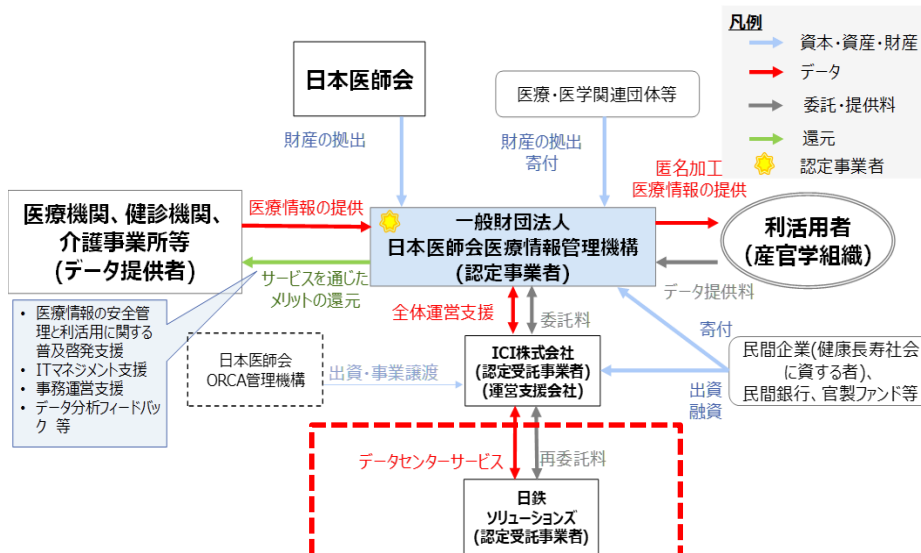 凡例
資本・資産・財産
データ
委託・提供料
還元
認定事業者
日本医師会
医療・医学関連団体等
財産の拠出
財産の拠出
寄付
匿名加工
医療情報の提供
医療機関、健診機関、
介護事業所等
(データ提供者)
医療情報の提供
一般財団法人
日本医師会医療情報管理機構
(認定事業者)
利活用者
(産官学組織)
サービスを通じた
メリットの還元
データ提供料
・ 医療情報の安全管
理と利活用に関する
普及啓発支援
・ ITマネジメント支援
・ 事務運営支援
・ データ分析フィードバッ
ク 等
全体運営支援
委託料
寄付
日本医師会
ORCA管理機構
出資・事業譲渡
ICI株式会社
(認定受託事業者)
(運営支援会社)
出資
融資
民間企業(健康長寿社会
に資する者)、
民間銀行、官製ファンド等
データセンターサービス
再委託料
日鉄
ソリューションズ
(認定受託事業者)